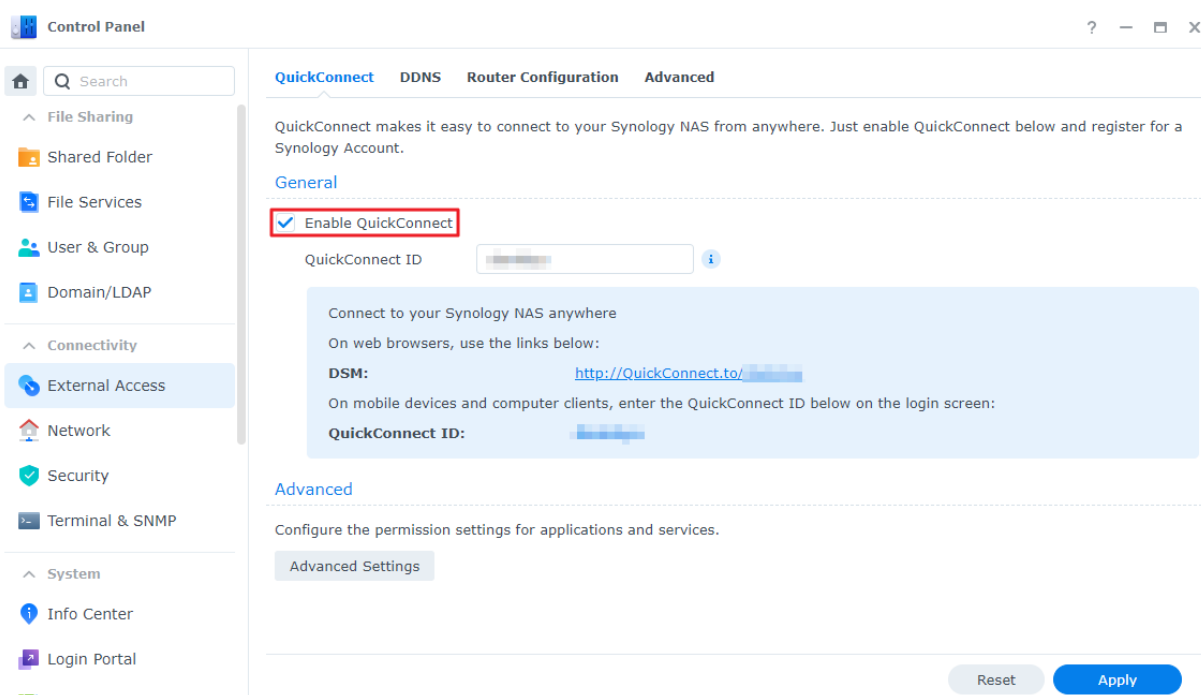 Control Panel
Search
File Sharing
Shared Folder
File Services
User & Group
Domain/LDAP
Connectivity
External Access
Network
Security
Terminal & SNMP
System
Info Center
Login Portal
QuickConnect DDNS Router Configuration Advanced
QuickConnect makes it easy to connect to your Synology NAS from anywhere. Just enable QuickConnect below and register for a
Synology Account.
General
Enable QuickConnect
QuickConnect ID
Connect to your Synology NAS anywhere
On web browsers, use the links below:
DSM: http://QuickConnect.to/
On mobile devices and computer clients, enter the QuickConnect ID below on the login screen:
QuickConnect ID:
Advanced
Configure the permission settings for applications and services.
Advanced Settings
Reset Apply